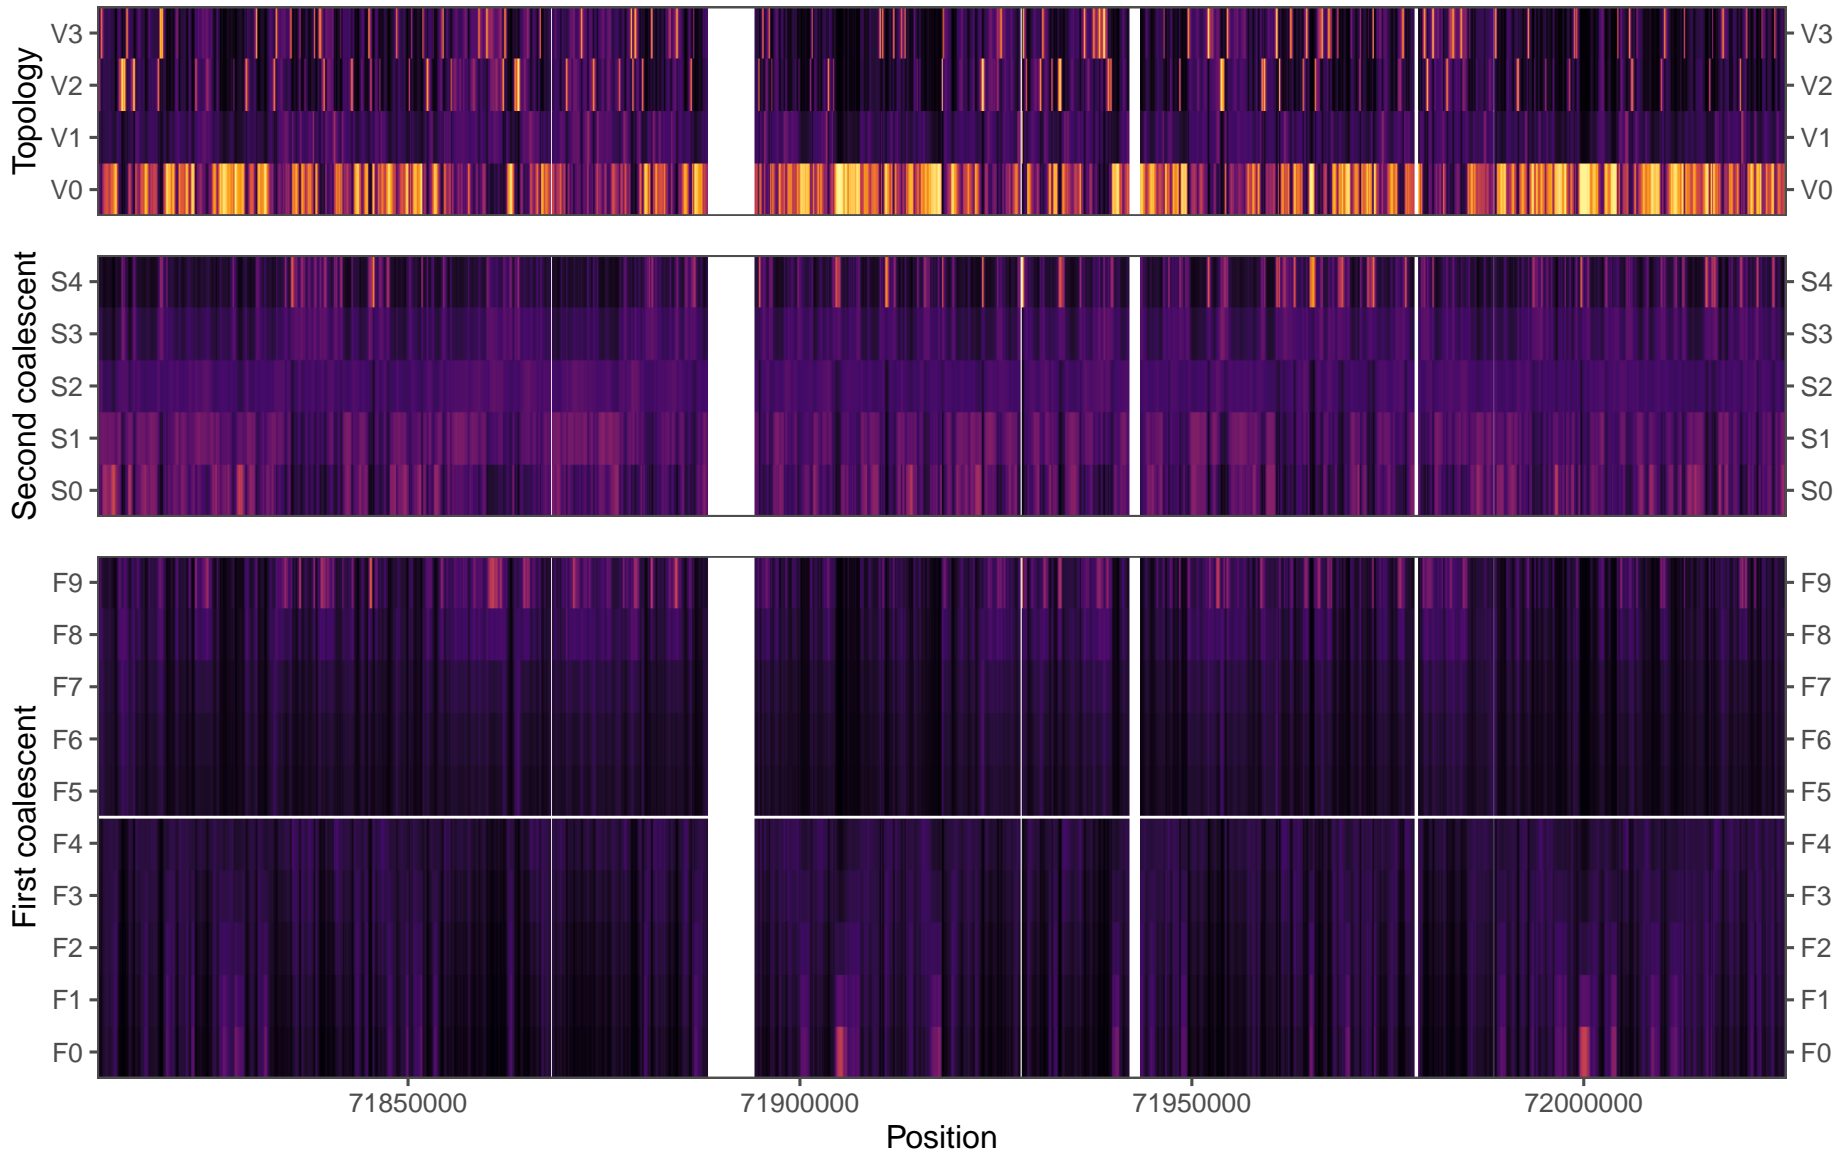 Topology
V3 V3
V2 V2
V1 V1
V0 V0
Second coalescent
S4 S4
S3 S3
S2 S2
S1 S1
S0 S0
First coalescent
F9 F9
F8 F8
F7 F7
F6 F6
F5 F5
F4 F4
F3 F3
F2 F2
F1 F1
F0 F0
71850000 71900000 71950000 72000000
Position